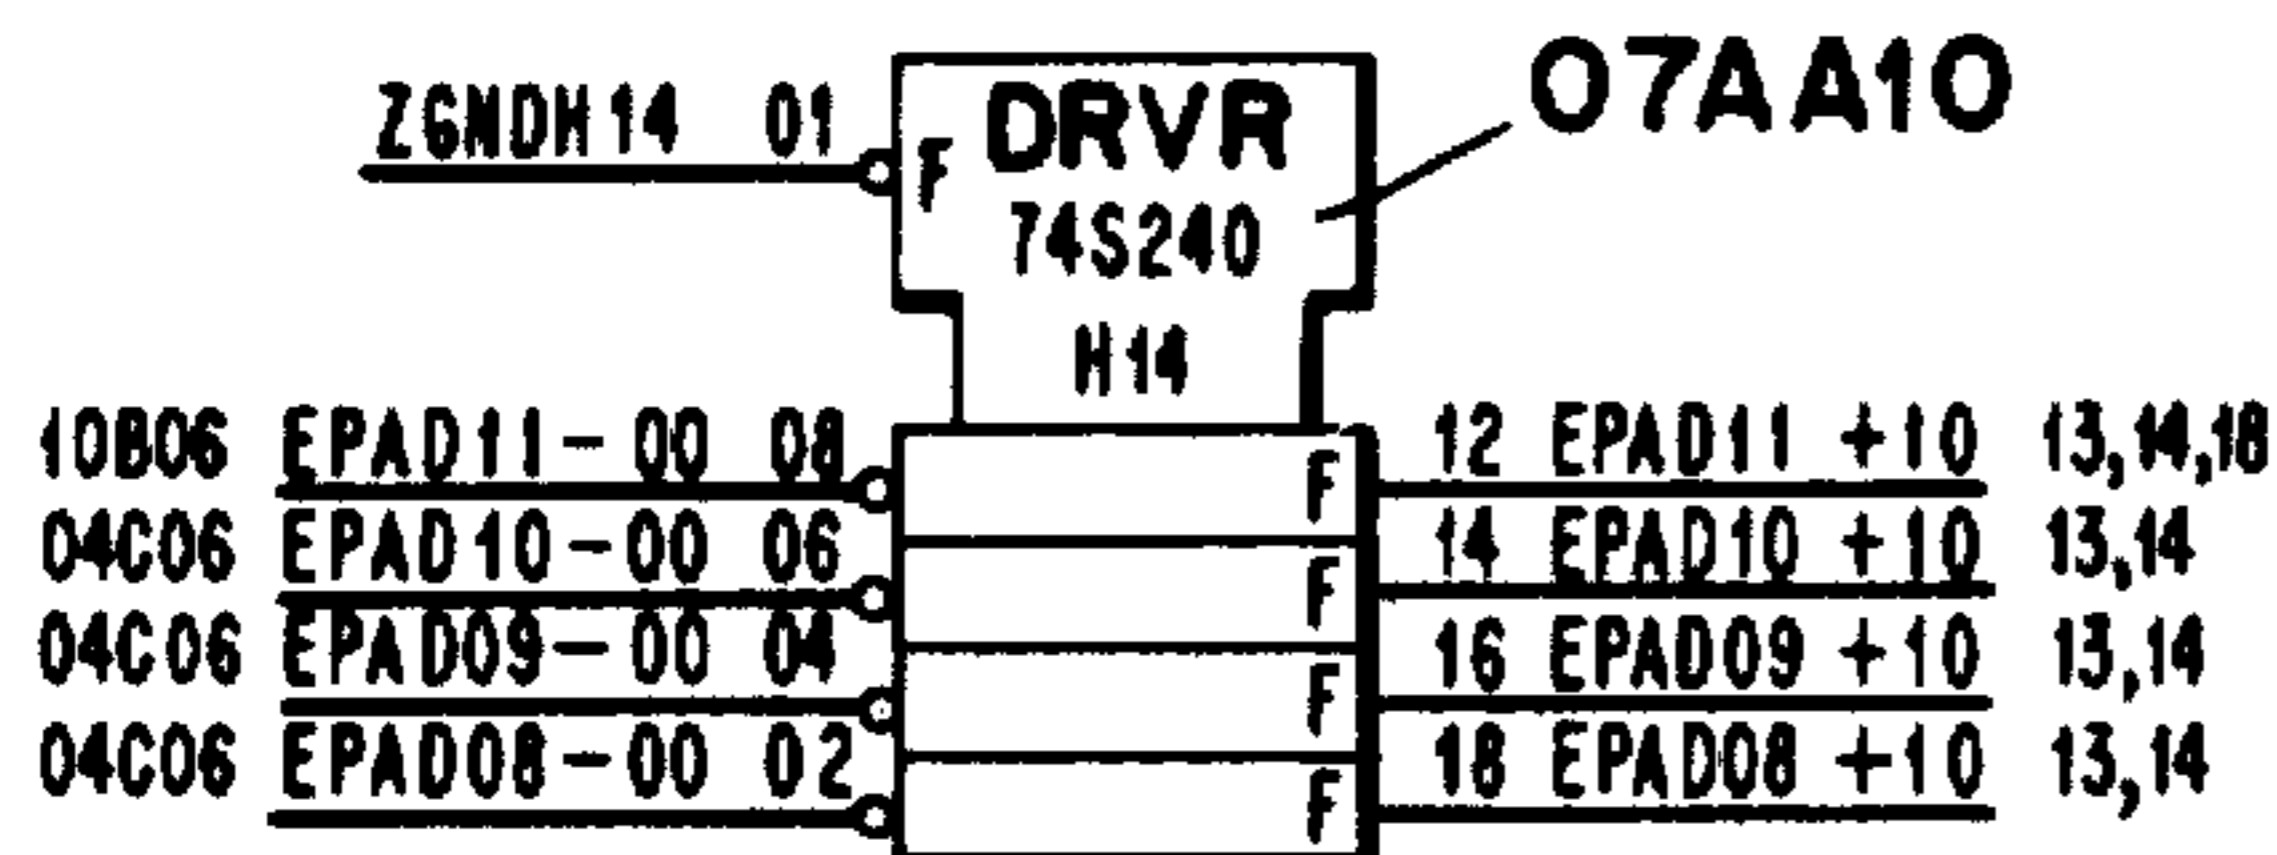 07AA10
ZGNDH14 01 F DRVR
74S240
H14
10B06 EPAD11-00 08 F 12 EPAD11 +10 13,14,18
04C06 EPAD10-00 06 F 14 EPAD10 +10 13,14
04C06 EPAD09-00 04 F 16 EPAD09 +10 13,14
04C06 EPAD08-00 02 F 18 EPAD08 +10 13,14